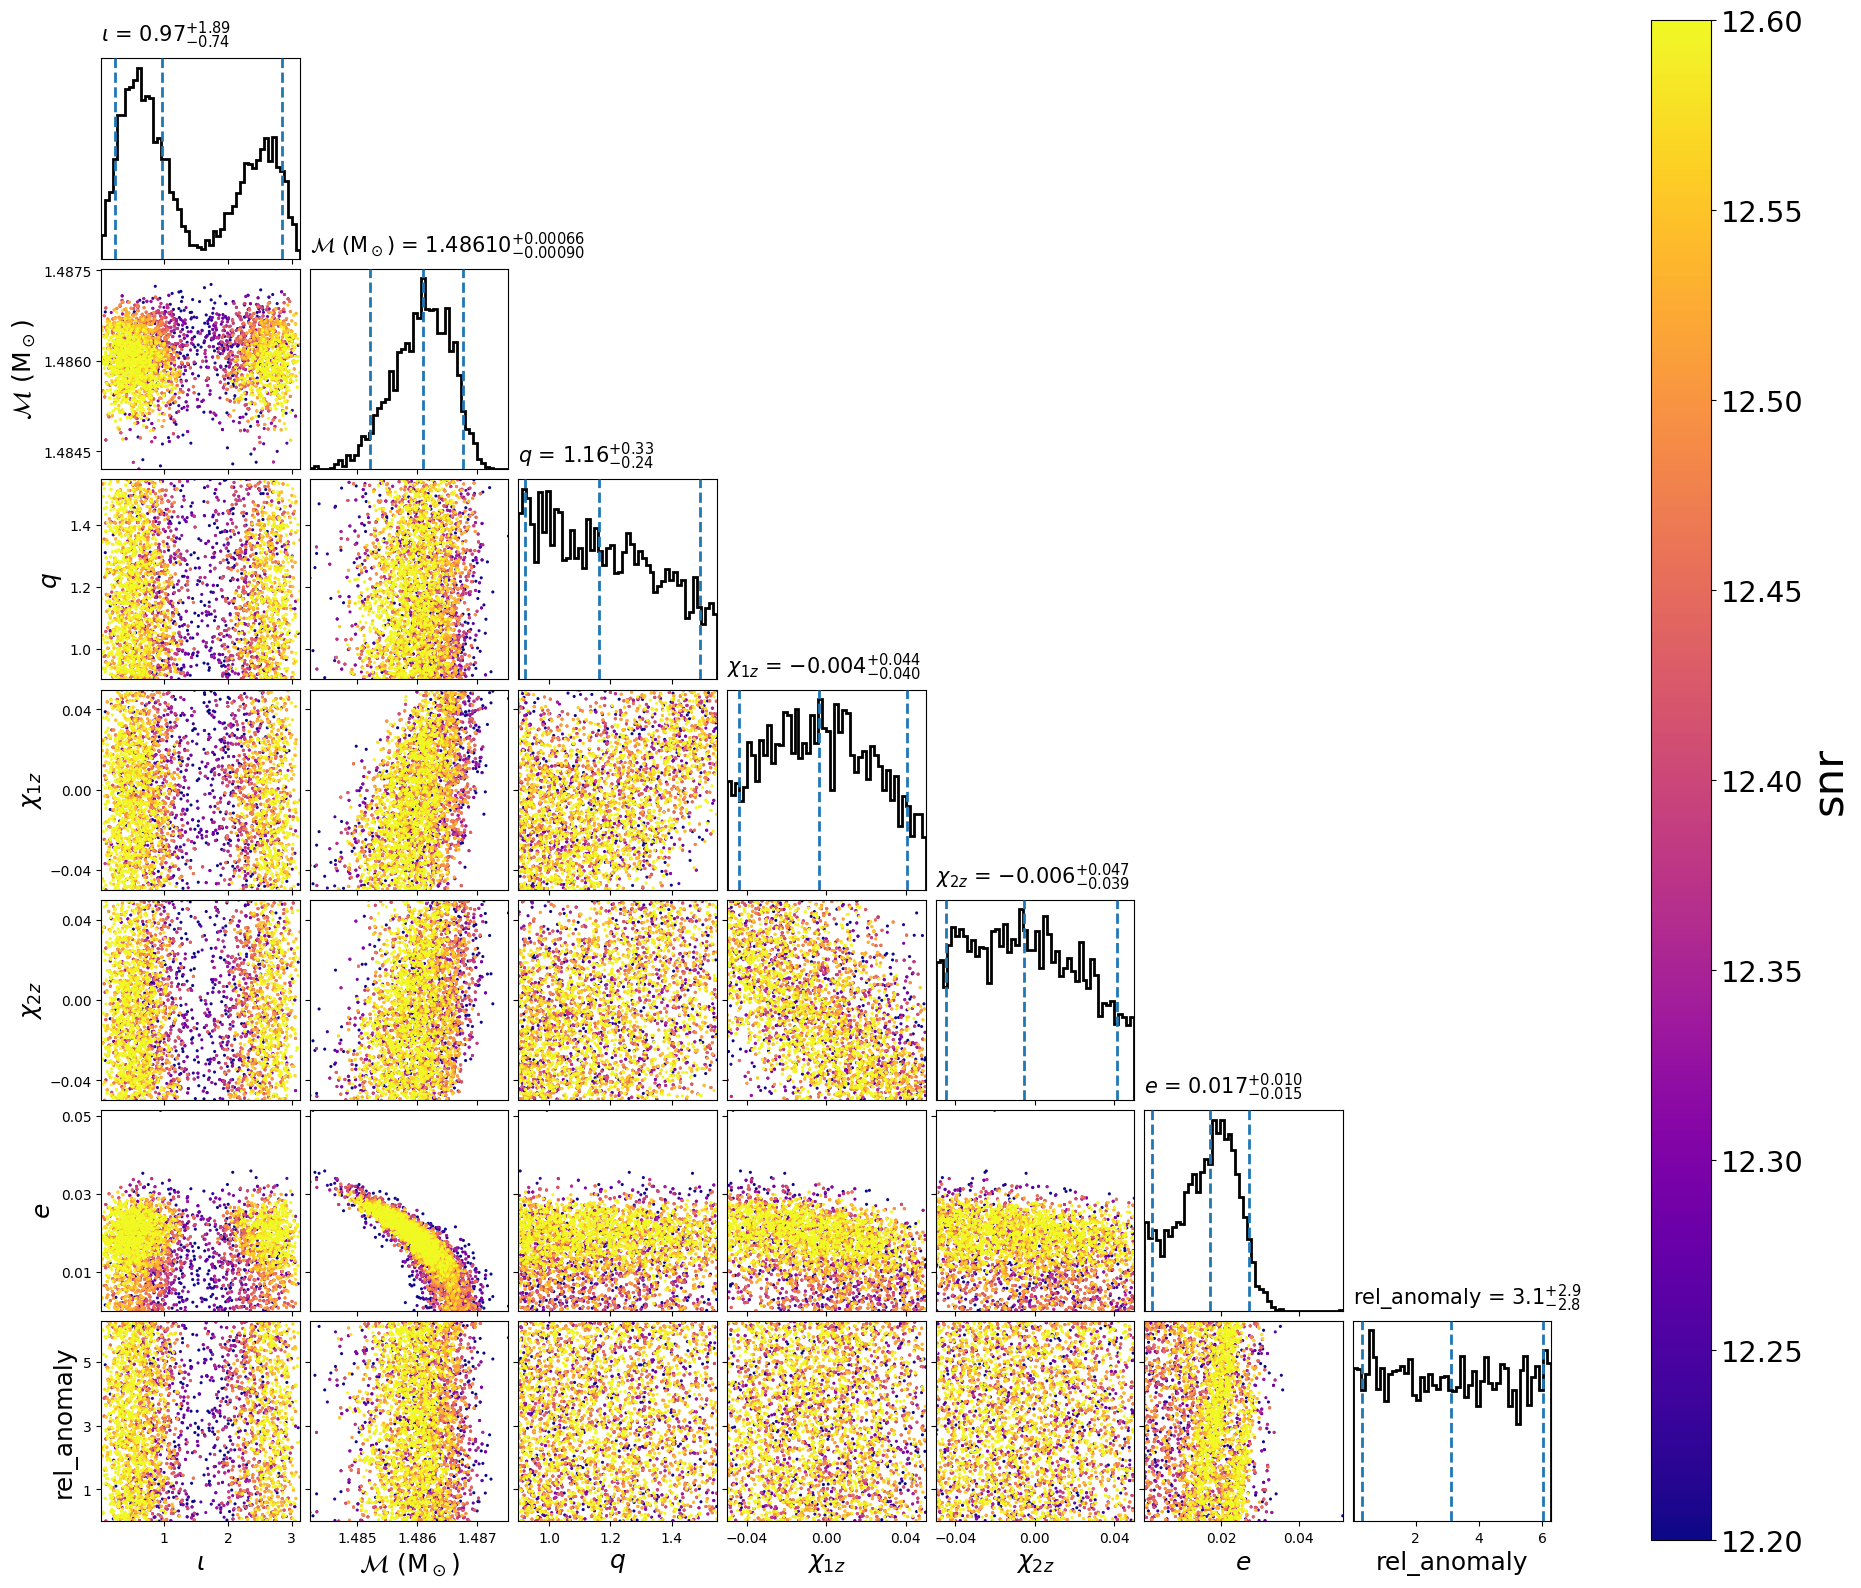 ι = 0.97 +1.89 −0.74
ℳ (M⊙) = 1.48610 +0.00066 −0.00090
1.4875
1.4860
1.4845
ℳ (M⊙)
q = 1.16 +0.33 −0.24
1.4
1.2
1.0
q
χ1z = −0.004 +0.044 −0.040
0.04
0.00
−0.04
χ1z
χ2z = −0.006 +0.047 −0.039
0.04
0.00
−0.04
χ2z
e = 0.017 +0.010 −0.015
0.05
0.03
0.01
e
rel_anomaly = 3.1 +2.9 −2.8
5
3
1
rel_anomaly
1 2 3 1.485 1.486 1.487 1.0 1.2 1.4 −0.04 0.00 0.04 −0.04 0.00 0.04 0.02 0.04 2 4 6
ι ℳ (M⊙) q χ1z χ2z e rel_anomaly
12.60
12.55
12.50
12.45
12.40
12.35
12.30
12.25
12.20
snr